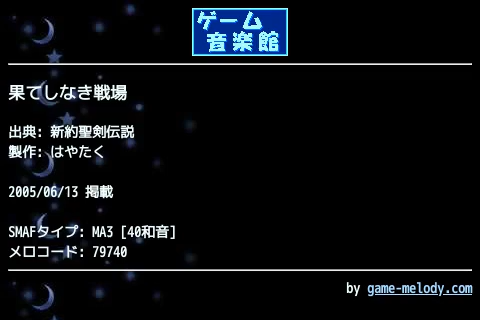 ゲーム
音楽館
果てしなき戦場
出典: 新約聖剣伝説
製作: はやたく
2005/06/13 掲載
SMAFタイプ: MA3 [40和音]
メロコード: 79740
by game-melody.com